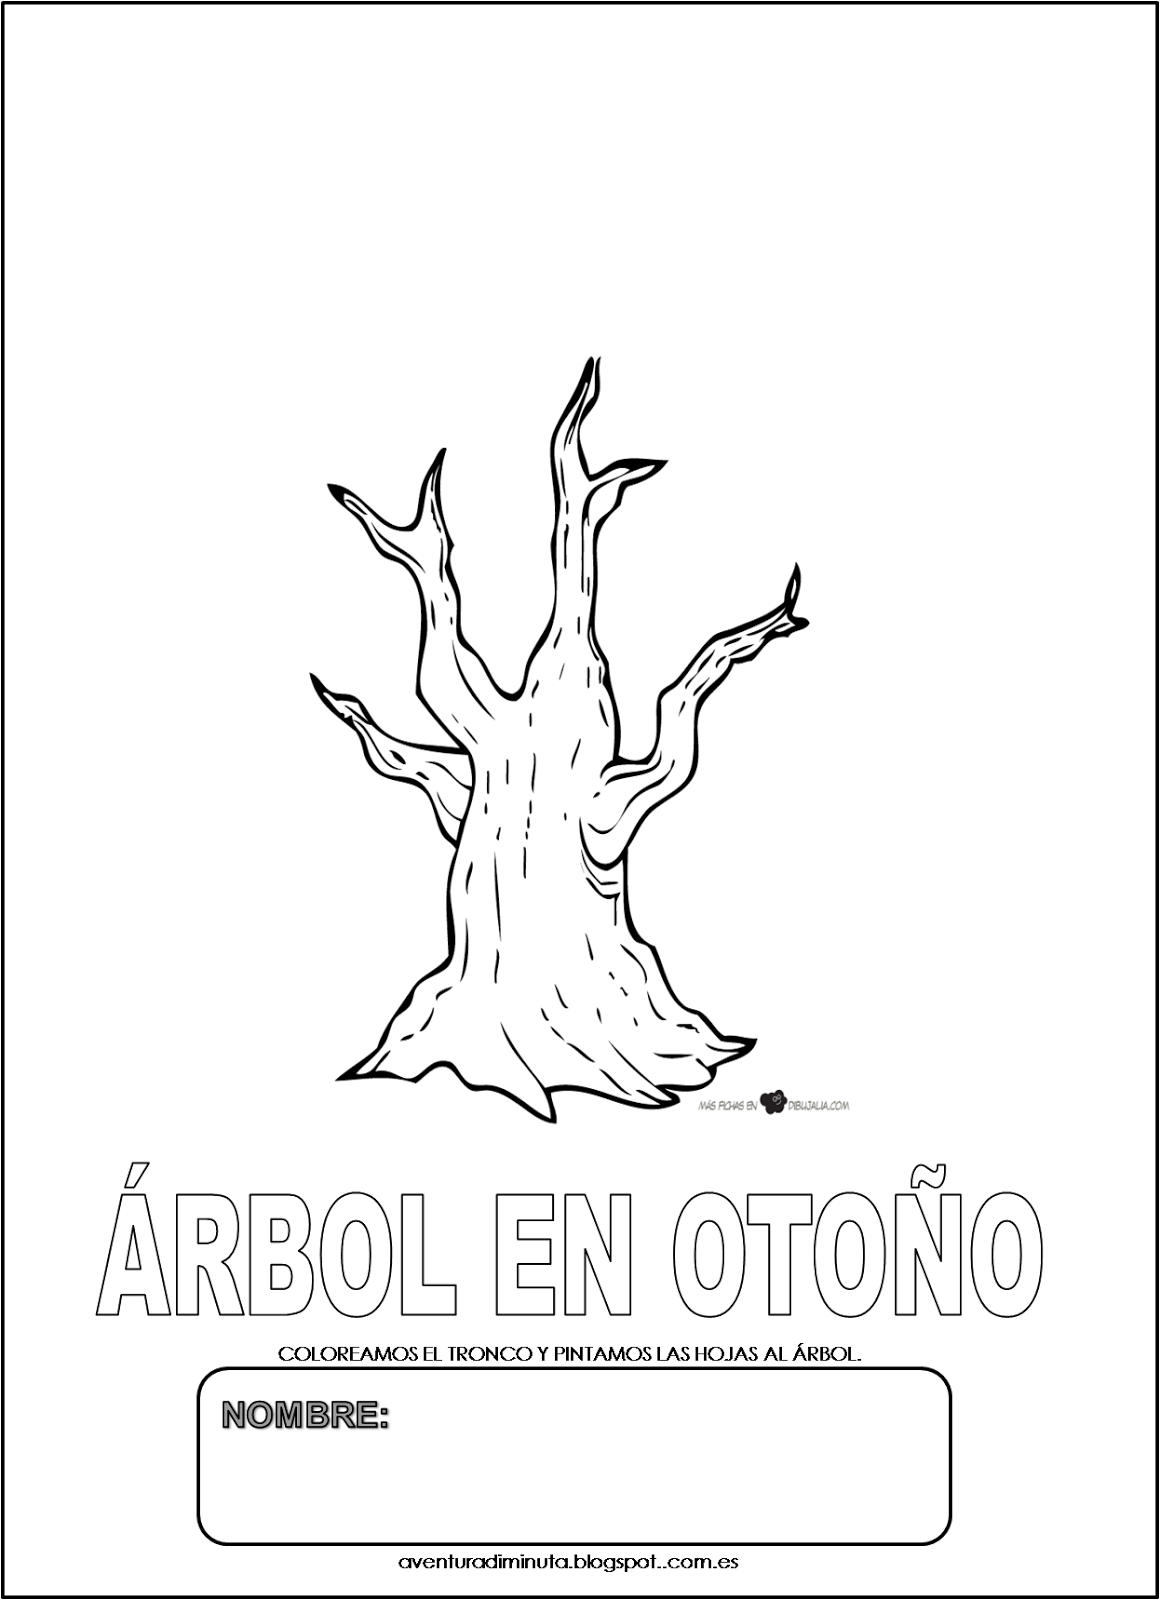 MÁS FICHAS EN DIBUJALIA.COM
ÁRBOL EN OTOÑO
COLOREAMOS EL TRONCO Y PINTAMOS LAS HOJAS AL ÁRBOL.
NOMBRE:
aventuradiminuta.blogspot..com.es